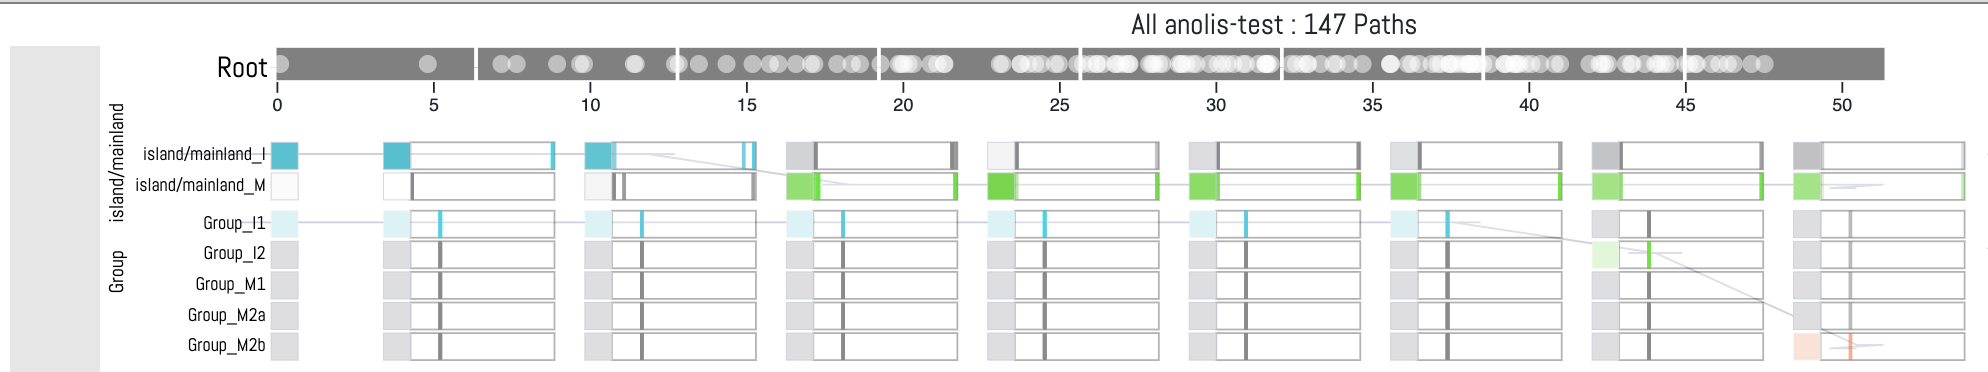 All anolis-test : 147 Paths
Root
0 5 10 15 20 25 30 35 40 45 50
island/mainland
island/mainland_I
island/mainland_M
Group
Group_I1
Group_I2
Group_M1
Group_M2a
Group_M2b